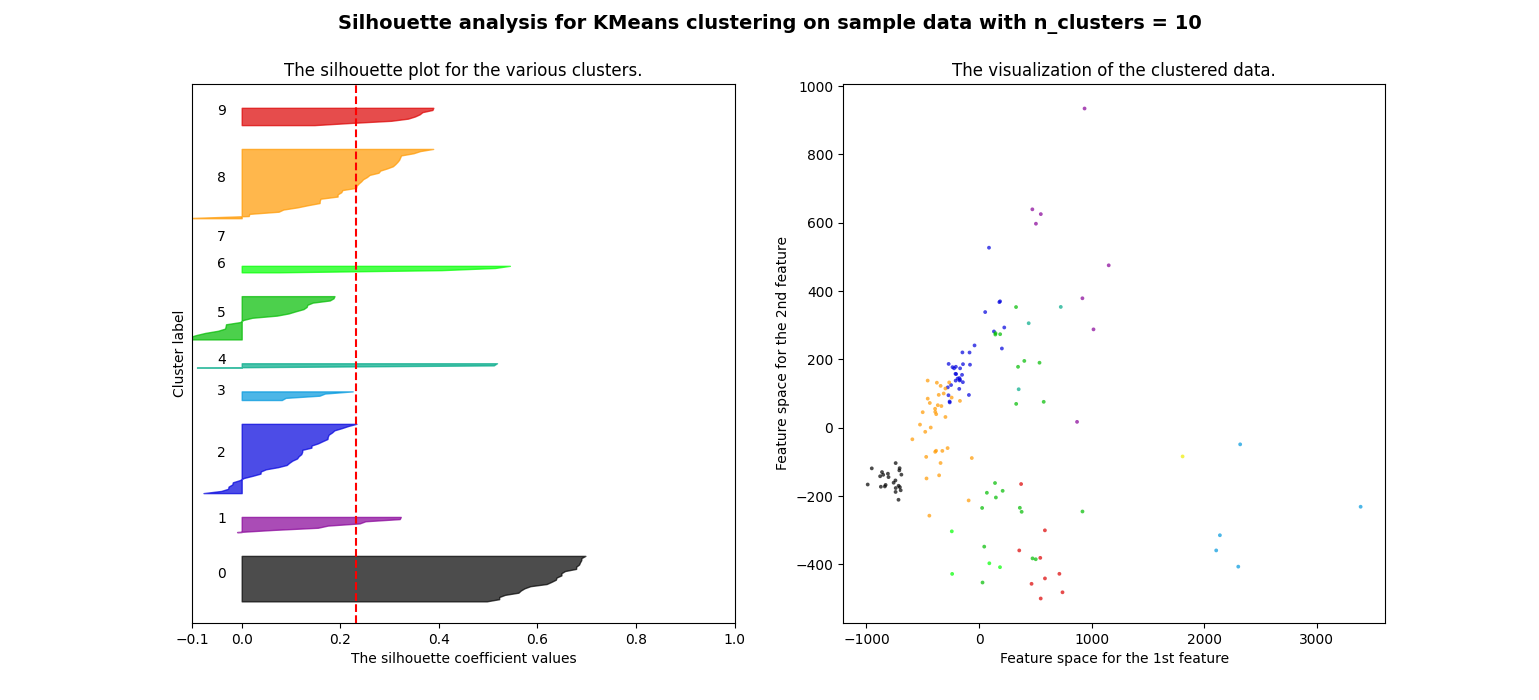 Silhouette analysis for KMeans clustering on sample data with n_clusters = 10
The silhouette plot for the various clusters.
9
8
7
6
5
4
3
2
1
0
Cluster label
−0.1 0.0 0.2 0.4 0.6 0.8 1.0
The silhouette coefficient values
The visualization of the clustered data.
1000
800
600
400
200
0
−200
−400
Feature space for the 2nd feature
−1000 0 1000 2000 3000
Feature space for the 1st feature